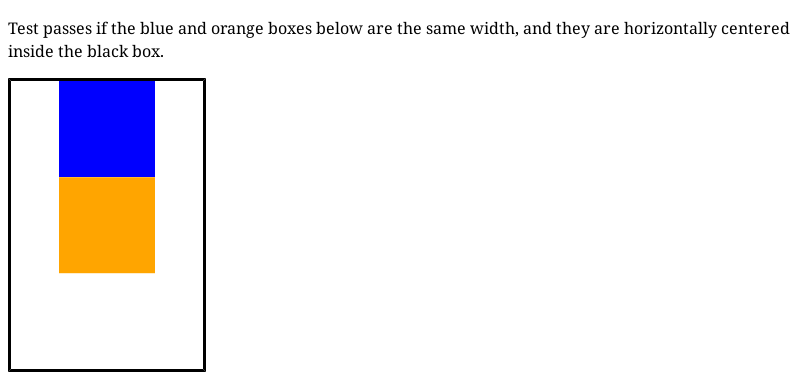 Test passes if the blue and orange boxes below are the same width, and they are horizontally centered
inside the black box.